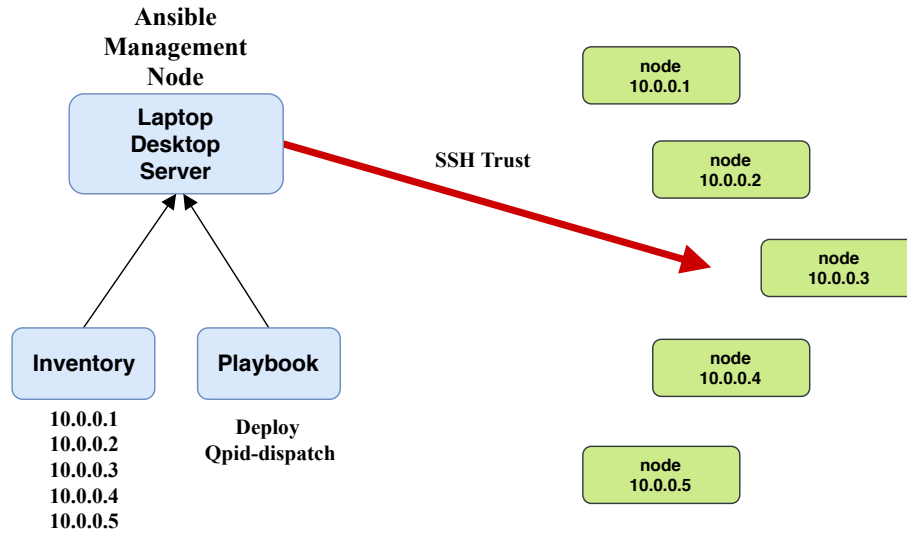 Ansible
Management
Node
Laptop
Desktop
Server
SSH Trust
node
10.0.0.1
node
10.0.0.2
node
10.0.0.3
node
10.0.0.4
node
10.0.0.5
Inventory
10.0.0.1
10.0.0.2
10.0.0.3
10.0.0.4
10.0.0.5
Playbook
Deploy
Qpid-dispatch